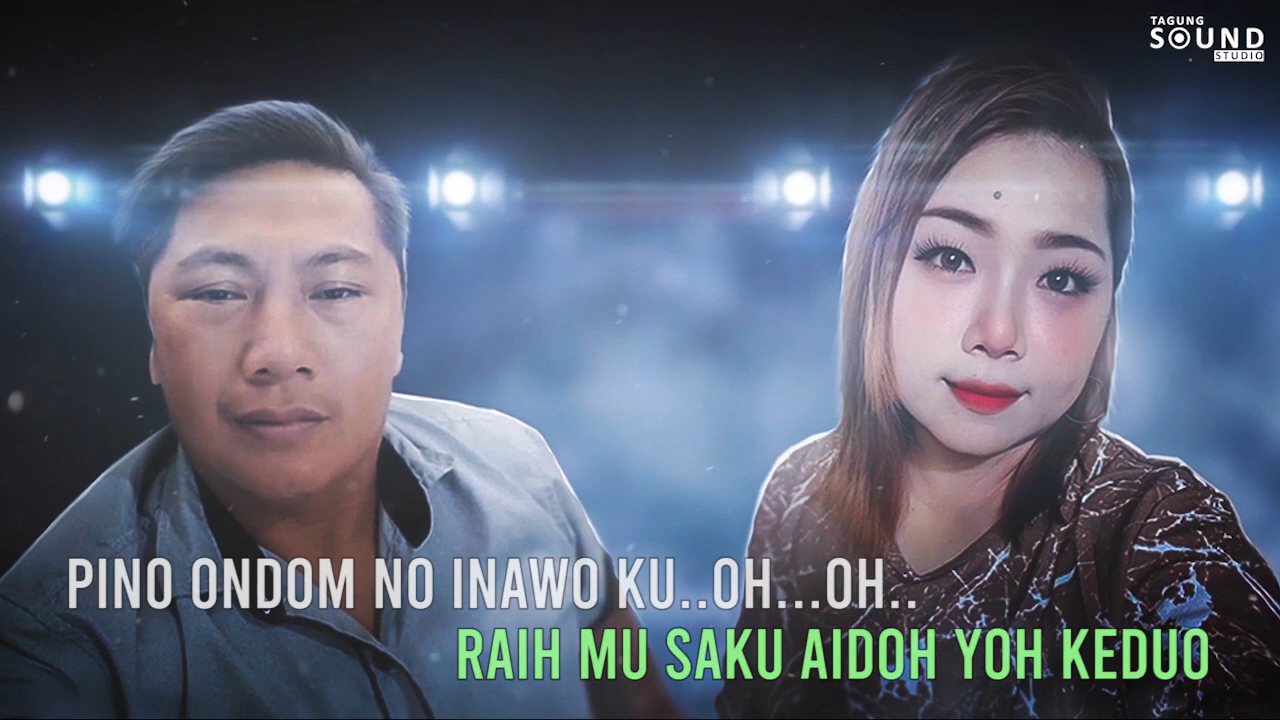 TAGUNG
SOUND
STUDIO
PINO ONDOM NO INAWO KU..OH...OH..
RAIH MU SAKU AIDOH YOH KEDUO